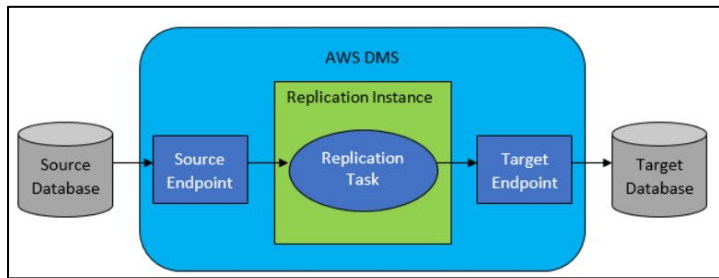 AWS DMS
Replication Instance
Source
Database
Source
Endpoint
Replication
Task
Target
Endpoint
Target
Database